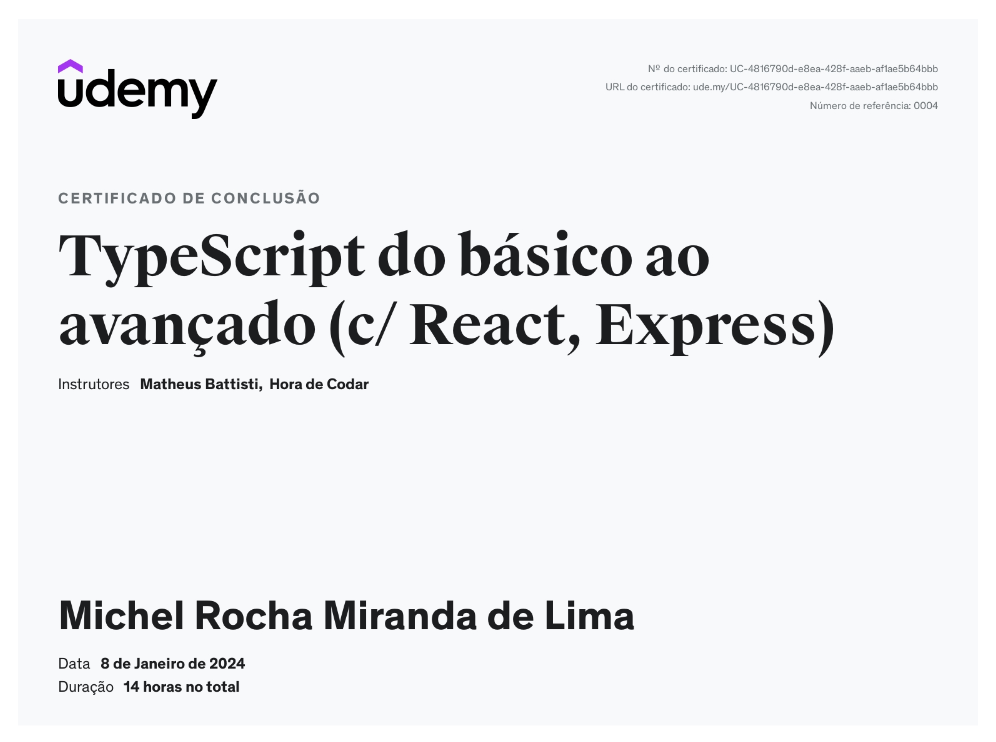 udemy
Nº do certificado: UC-4816790d-e8ea-428f-aaeb-af1ae5b64bbb
URL do certificado: ude.my/UC-4816790d-e8ea-428f-aaeb-af1ae5b64bbb
Número de referência: 0004
CERTIFICADO DE CONCLUSÃO
TypeScript do básico ao
avançado (c/ React, Express)
Instrutores Matheus Battisti, Hora de Codar
Michel Rocha Miranda de Lima
Data 8 de Janeiro de 2024
Duração 14 horas no total